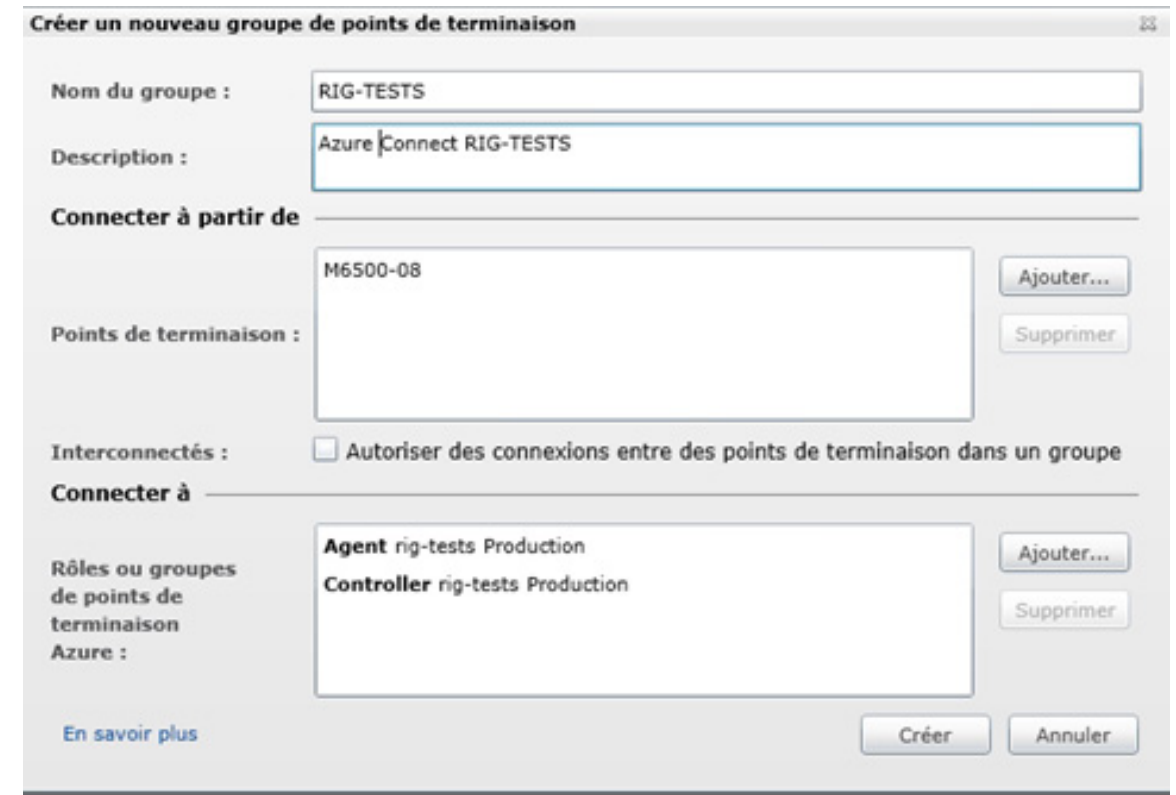 Créer un nouveau groupe de points de terminaison
Nom du groupe :
RIG-TESTS
Description :
Azure Connect RIG-TESTS
Connecter à partir de
M6500-08
Ajouter...
Points de terminaison :
Supprimer
Interconnectés :
Autoriser des connexions entre des points de terminaison dans un groupe
Connecter à
Agent rig-tests Production
Controller rig-tests Production
Ajouter...
Rôles ou groupes
de points de
terminaison
Azure :
Supprimer
En savoir plus
Créer
Annuler